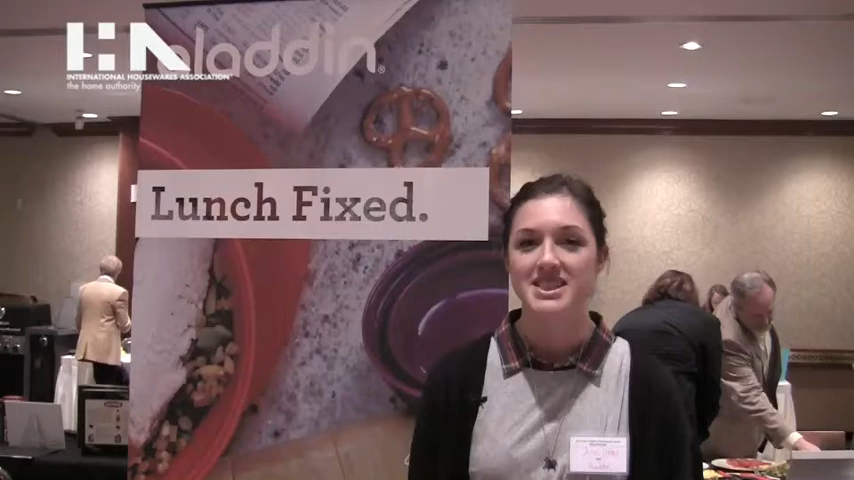 IHA
INTERNATIONAL HOUSEWARES ASSOCIATION
the home authority
aladdin®
Lunch Fixed.